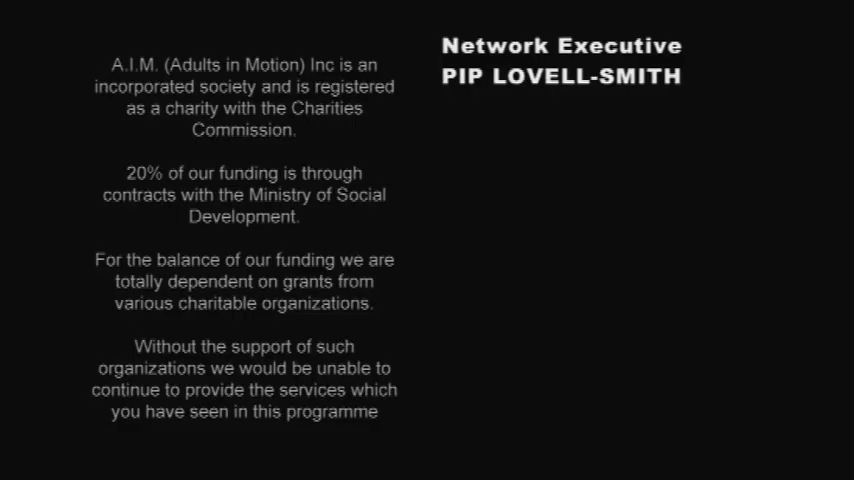 A.I.M. (Adults in Motion) Inc is an
incorporated society and is registered
as a charity with the Charities
Commission.
20% of our funding is through
contracts with the Ministry of Social
Development.
For the balance of our funding we are
totally dependent on grants from
various charitable organizations.
Without the support of such
organizations we would be unable to
continue to provide the services which
you have seen in this programme
Network Executive
PIP LOVELL-SMITH